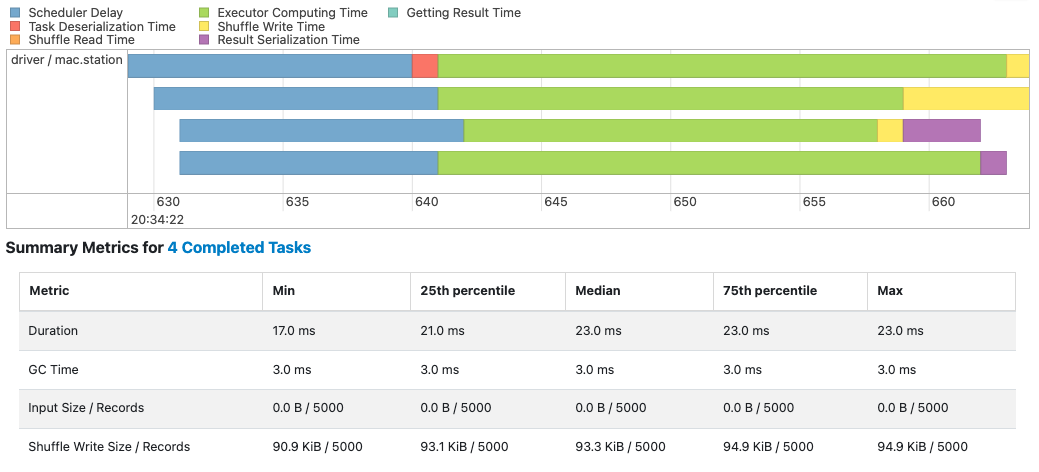 Scheduler Delay
Executor Computing Time
Getting Result Time
Task Deserialization Time
Shuffle Write Time
Shuffle Read Time
Result Serialization Time
driver / mac.station
630 635 640 645 650 655 660
20:34:22
Summary Metrics for 4 Completed Tasks
Metric Min 25th percentile Median 75th percentile Max
Duration 17.0 ms 21.0 ms 23.0 ms 23.0 ms 23.0 ms
GC Time 3.0 ms 3.0 ms 3.0 ms 3.0 ms 3.0 ms
Input Size / Records 0.0 B / 5000 0.0 B / 5000 0.0 B / 5000 0.0 B / 5000 0.0 B / 5000
Shuffle Write Size / Records 90.9 KiB / 5000 93.1 KiB / 5000 93.3 KiB / 5000 94.9 KiB / 5000 94.9 KiB / 5000